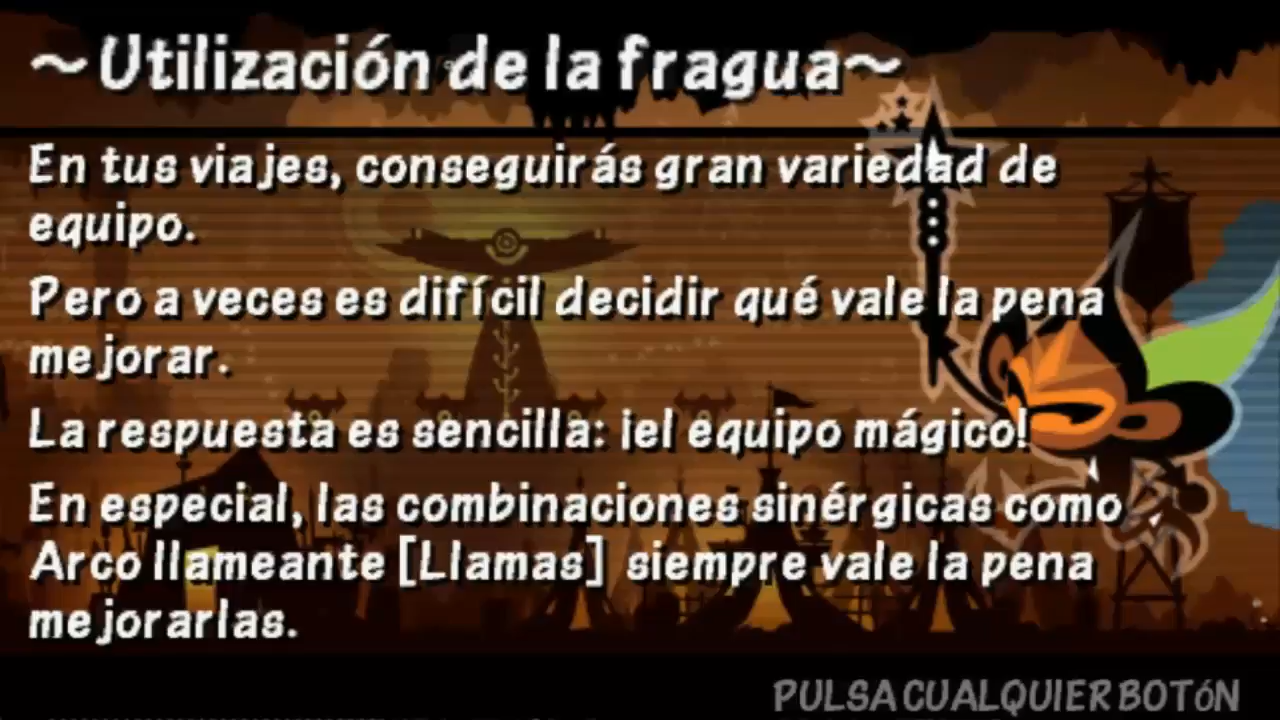 ～Utilización de la fragua～
En tus viajes, conseguirás gran variedad de
equipo.
Pero a veces es difícil decidir qué vale la pena
mejorar.
La respuesta es sencilla: ¡el equipo mágico!
En especial, las combinaciones sinérgicas como
Arco llameante [Llamas] siempre vale la pena
mejorarlas.
PULSA CUALQUIER BOTóN